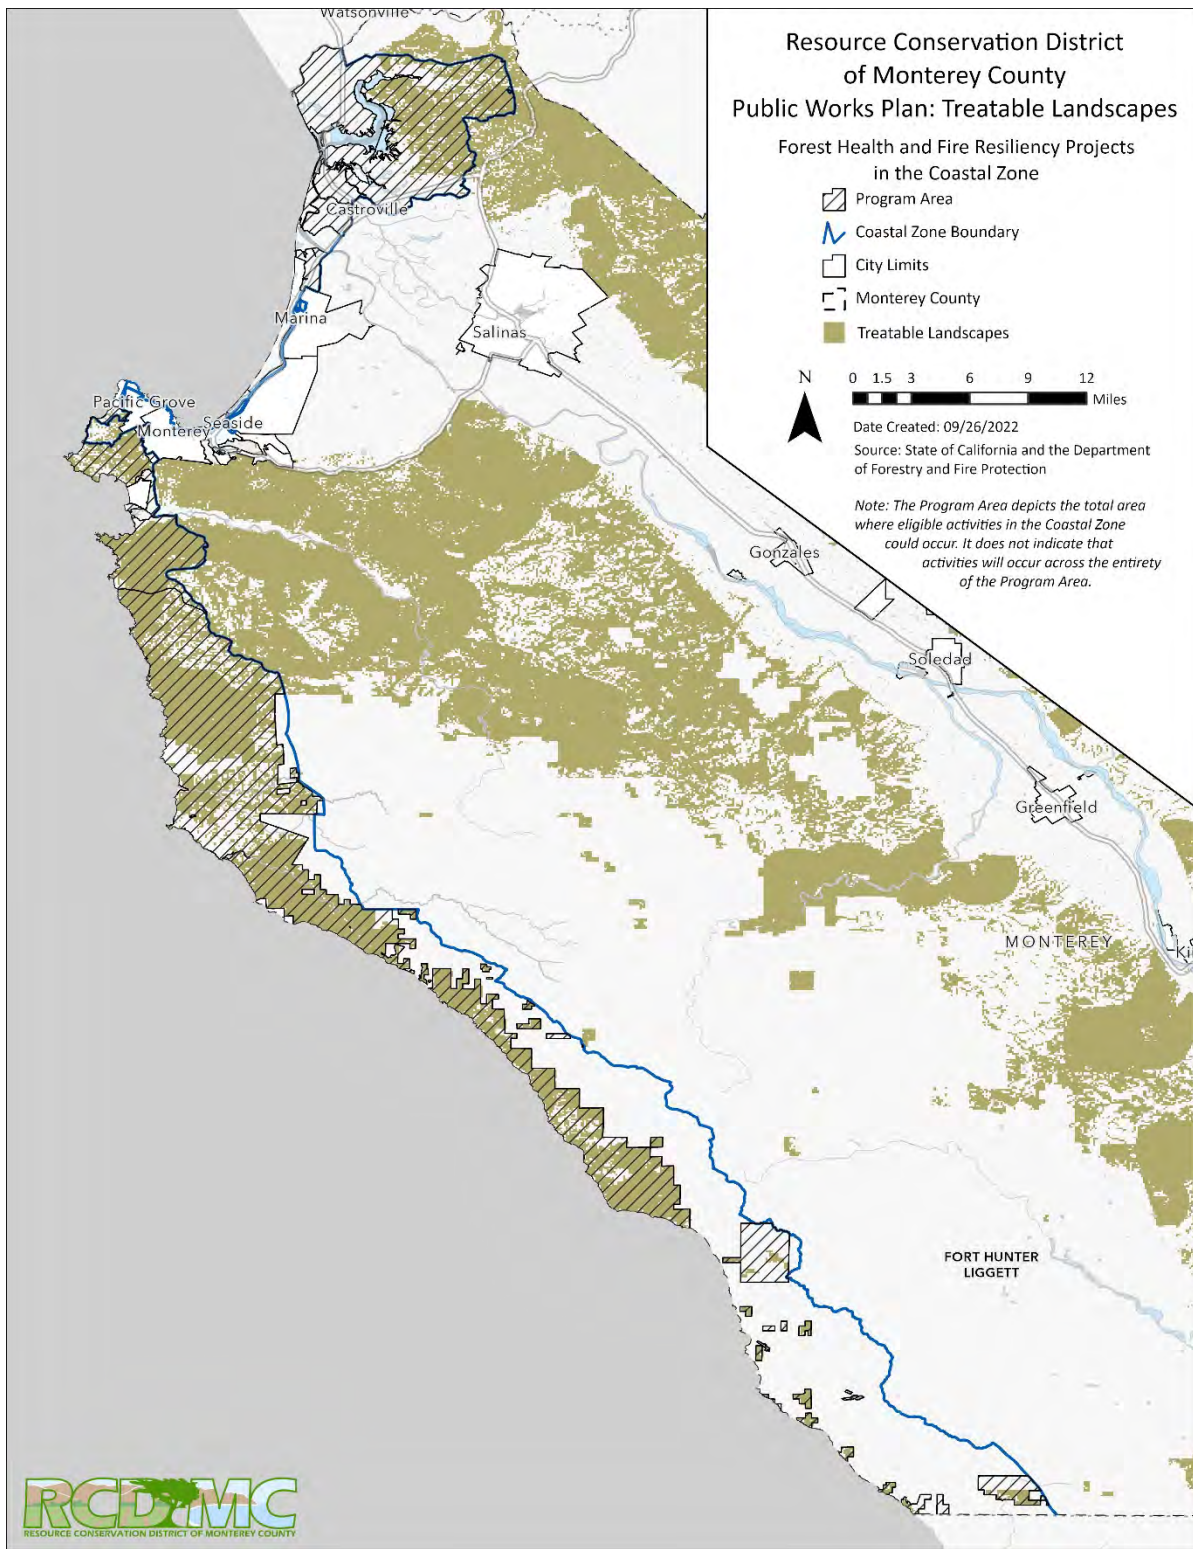 Resource Conservation District
of Monterey County
Public Works Plan: Treatable Landscapes
Forest Health and Fire Resiliency Projects
in the Coastal Zone
Program Area
Coastal Zone Boundary
City Limits
Monterey County
Treatable Landscapes
N
0 1.5 3 6 9 12
Miles
Date Created: 09/26/2022
Source: State of California and the Department
of Forestry and Fire Protection
Note: The Program Area depicts the total area
where eligible activities in the Coastal Zone
could occur. It does not indicate that
activities will occur across the entirety
of the Program Area.
Watsonville
Castroville
Marina
Salinas
Pacific Grove
Seaside
Monterey
Gonzales
Soledad
Greenfield
MONTEREY
Ki
FORT HUNTER
LIGGETT
RCDMC
RESOURCE CONSERVATION DISTRICT OF MONTEREY COUNTY